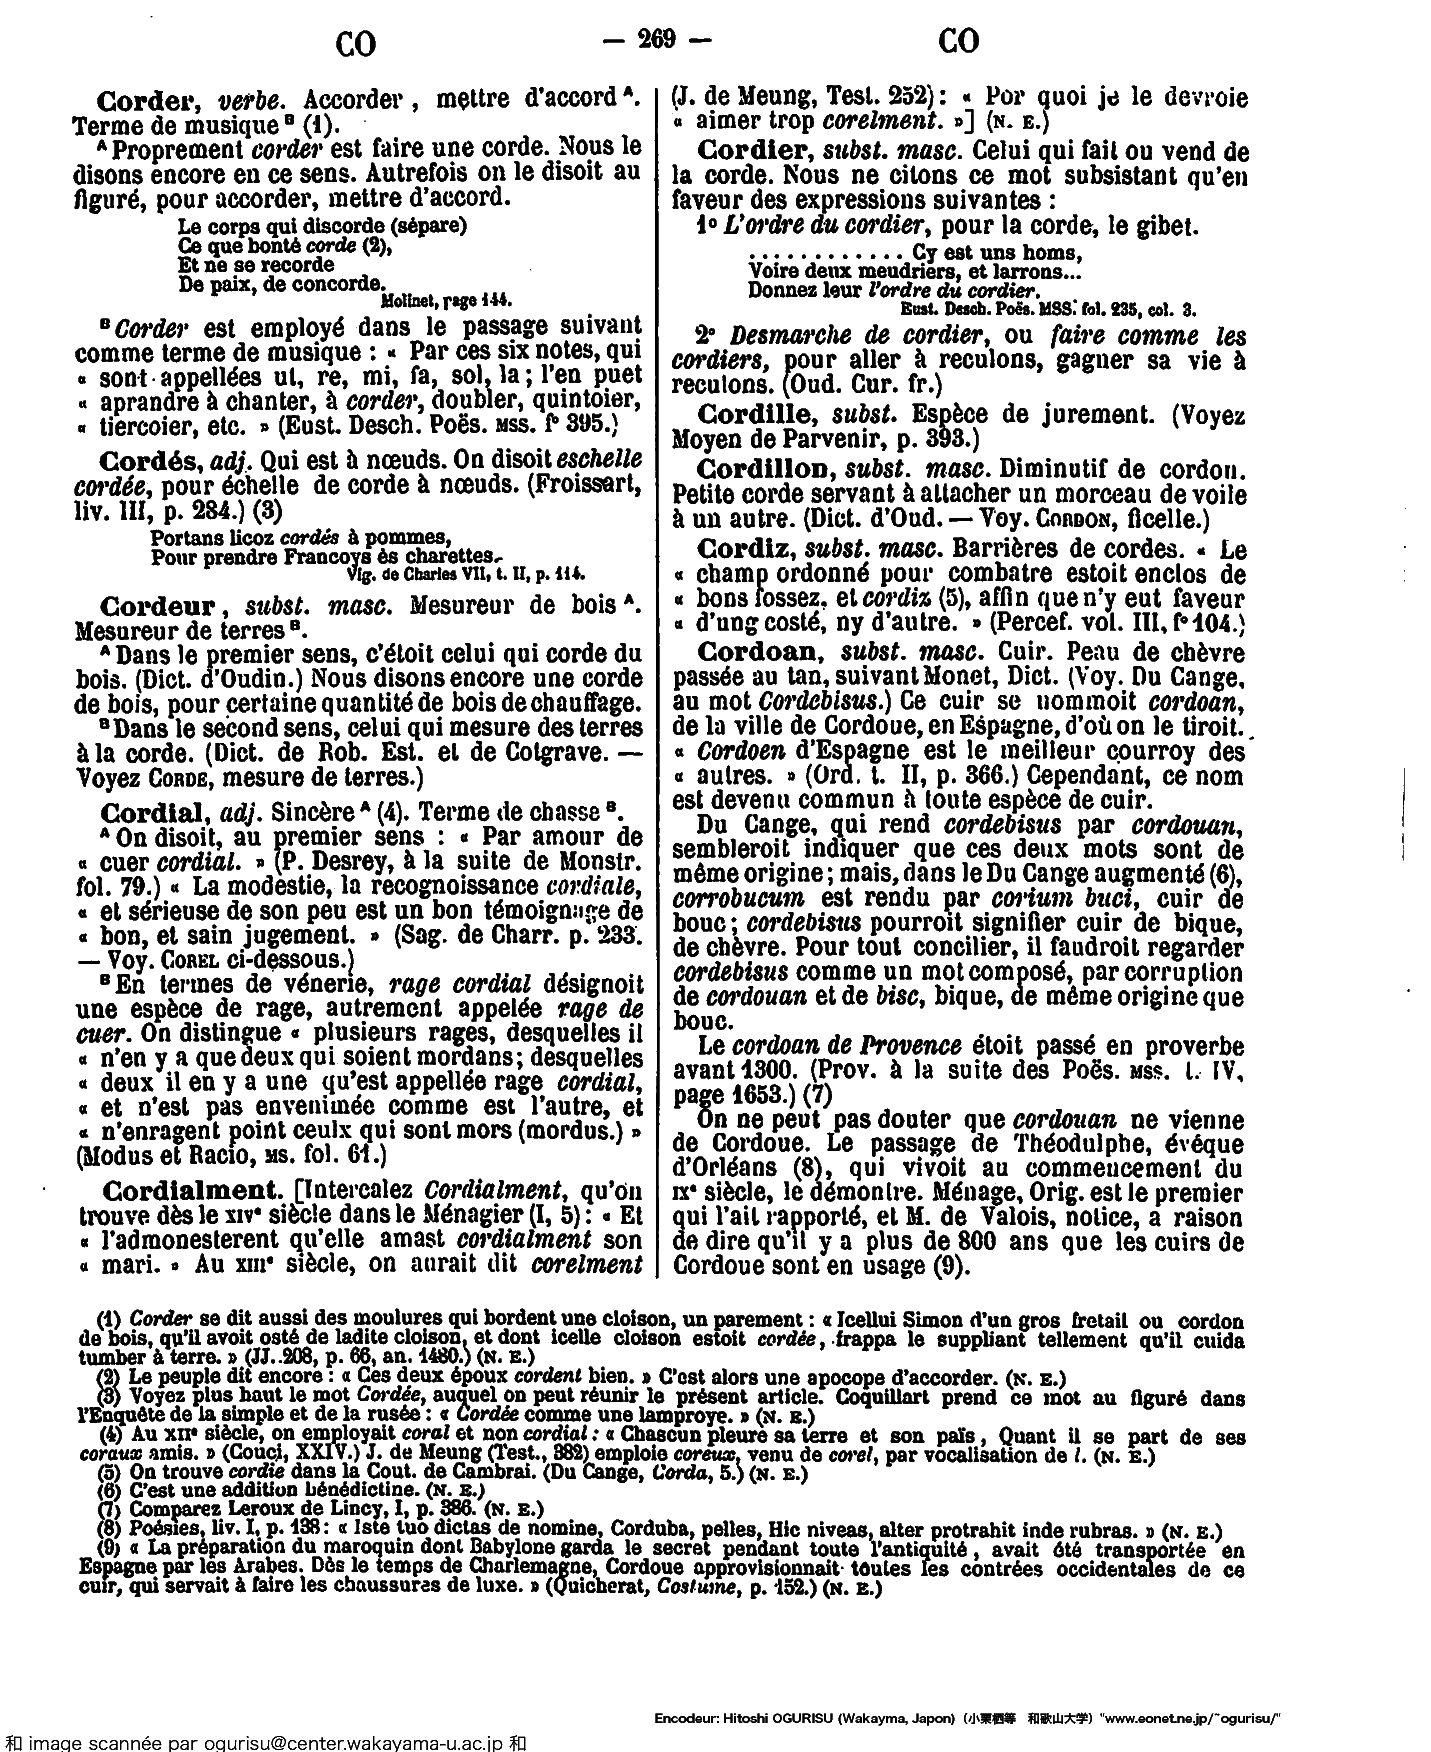 CO — 269 — CO
Corder, verbe. Accorder, mettre d'accord ᴬ.
Terme de musique ᴮ (1).
ᴬ Proprement corder est faire une corde. Nous le
disons encore en ce sens. Autrefois on le disoit au
figuré, pour accorder, mettre d'accord.
Le corps qui discorde (sépare)
Ce que bonté corde (2),
Et ne se recorde
De paix, de concorde.
Molinet, page 144.
ᴮ Corder est employé dans le passage suivant
comme terme de musique : « Par ces six notes, qui
« sont appellées ut, re, mi, fa, sol, la ; l'en puet
« aprandre à chanter, à corder, doubler, quintoier,
« tiercoier, etc. » (Eust. Desch. Poës. MSS. fº 395.)
Cordés, adj. Qui est à nœuds. On disoit eschelle
cordée, pour échelle de corde à nœuds. (Froissart,
liv. III, p. 284.) (3)
Portans licoz cordés à pommes,
Pour prendre Francoys ès charettes.
Vig. de Charles VII, t. II, p. 114.
Cordeur, subst. masc. Mesureur de bois ᴬ.
Mesureur de terres ᴮ.
ᴬ Dans le premier sens, c'étoit celui qui corde du
bois. (Dict. d'Oudin.) Nous disons encore une corde
de bois, pour certaine quantité de bois de chauffage.
ᴮ Dans le second sens, celui qui mesure des terres
à la corde. (Dict. de Rob. Est. et de Cotgrave. —
Voyez CORDE, mesure de terres.)
Cordial, adj. Sincère ᴬ (4). Terme de chasse ᴮ.
ᴬ On disoit, au premier sens : « Par amour de
« cuer cordial. » (P. Desrey, à la suite de Monstr.
fol. 79.) « La modestie, la recognoissance cordiale,
« et sérieuse de son peu est un bon témoignage de
« bon, et sain jugement. » (Sag. de Charr. p. 233.
— Voy. COREL ci-dessous.)
ᴮ En termes de vénerie, rage cordial désignoit
une espèce de rage, autrement appelée rage de
cuer. On distingue « plusieurs rages, desquelles il
« n'en y a que deux qui soient mordans ; desquelles
« deux il en y a une qu'est appellée rage cordial,
« et n'est pas envenimée comme est l'autre, et
« n'enragent point ceulx qui sont mors (mordus.) »
(Modus et Racio, MS. fol. 61.)
Cordialment. [Intercalez Cordialment, qu'on
trouve dès le XIVᵉ siècle dans le Ménagier (I, 5) : « Et
« l'admonesterent qu'elle amast cordialment son
« mari. » Au XIIIᵉ siècle, on aurait dit corelment
(J. de Meung, Test. 252) : « Por quoi je le devroie
« aimer trop corelment. »] (N. E.)
Cordier, subst. masc. Celui qui fait ou vend de
la corde. Nous ne citons ce mot subsistant qu'en
faveur des expressions suivantes :
1º L'ordre du cordier, pour la corde, le gibet.
. . . . . . . . . . . . Cy est uns homs,
Voire deux meudriers, et larrons...
Donnez leur l'ordre du cordier.
Eust. Desch. Poës. MSS. fol. 235, col. 3.
2º Desmarche de cordier, ou faire comme les
cordiers, pour aller à reculons, gagner sa vie à
reculons. (Oud. Cur. fr.)
Cordille, subst. Espèce de jurement. (Voyez
Moyen de Parvenir, p. 393.)
Cordillon, subst. masc. Diminutif de cordon.
Petite corde servant à attacher un morceau de voile
à un autre. (Dict. d'Oud. — Voy. CORDON, ficelle.)
Cordiz, subst. masc. Barrières de cordes. « Le
« champ ordonné pour combatre estoit enclos de
« bons fossez, et cordiz (5), affin que n'y eut faveur
« d'ung costé, ny d'autre. » (Percef. vol. III, fº 104.)
Cordoan, subst. masc. Cuir. Peau de chèvre
passée au tan, suivant Monet, Dict. (Voy. Du Cange,
au mot Cordebisus.) Ce cuir se nommoit cordoan,
de la ville de Cordoue, en Espagne, d'où on le tiroit.
« Cordoen d'Espagne est le meilleur courroy des
« autres. » (Ord. t. II, p. 366.) Cependant, ce nom
est devenu commun à toute espèce de cuir.
Du Cange, qui rend cordebisus par cordouan,
sembleroit indiquer que ces deux mots sont de
même origine ; mais, dans le Du Cange augmenté (6),
corrobucum est rendu par corium buci, cuir de
bouc ; cordebisus pourroit signifier cuir de bique,
de chèvre. Pour tout concilier, il faudroit regarder
cordebisus comme un mot composé, par corruption
de cordouan et de bisc, bique, de même origine que
bouc.
Le cordoan de Provence étoit passé en proverbe
avant 1300. (Prov. à la suite des Poës. MSS. t. IV,
page 1653.) (7)
On ne peut pas douter que cordouan ne vienne
de Cordoue. Le passage de Théodulphe, évêque
d'Orléans (8), qui vivoit au commencement du
IXᵉ siècle, le démontre. Ménage, Orig. est le premier
qui l'ait rapporté, et M. de Valois, notice, a raison
de dire qu'il y a plus de 800 ans que les cuirs de
Cordoue sont en usage (9).
(1) Corder se dit aussi des moulures qui bordent une cloison, un parement : « Icellui Simon d'un gros fretail ou cordon
de bois, qu'il avoit osté de ladite cloison, et dont icelle cloison estoit cordée, frappa le suppliant tellement qu'il cuida
tumber à terre. » (JJ. 208, p. 66, an. 1480.) (N. E.)
(2) Le peuple dit encore : « Ces deux époux cordent bien. » C'est alors une apocope d'accorder. (N. E.)
(3) Voyez plus haut le mot Cordée, auquel on peut réunir le présent article. Coquillart prend ce mot au figuré dans
l'Enquête de la simple et de la rusée : « Cordée comme une lamproye. » (N. E.)
(4) Au XIIᵉ siècle, on employait coral et non cordial : « Chascun pleure sa terre et son païs, Quant il se part de ses
coraux amis. » (Couci, XXIV.) J. de Meung (Test., 382) emploie coreux, venu de corel, par vocalisation de l. (N. E.)
(5) On trouve cordie dans la Cout. de Cambrai. (Du Cange, Corda, 5.) (N. E.)
(6) C'est une addition bénédictine. (N. E.)
(7) Comparez Leroux de Lincy, I, p. 386. (N. E.)
(8) Poésies, liv. I, p. 138 : « Iste tuo dictas de nomine, Corduba, pelles, Hic niveas, alter protrahit inde rubras. » (N. E.)
(9) « La préparation du maroquin dont Babylone garda le secret pendant toute l'antiquité, avait été transportée en
Espagne par les Arabes. Dès le temps de Charlemagne, Cordoue approvisionnait toutes les contrées occidentales de ce
cuir, qui servait à faire les chaussures de luxe. » (Quicherat, Costume, p. 152.) (N. E.)
Encodeur: Hitoshi OGURISU (Wakayma, Japon) (小栗栖等 和歌山大学) "www.eonet.ne.jp/~ogurisu/"
和 image scannée par ogurisu@center.wakayama-u.ac.jp 和